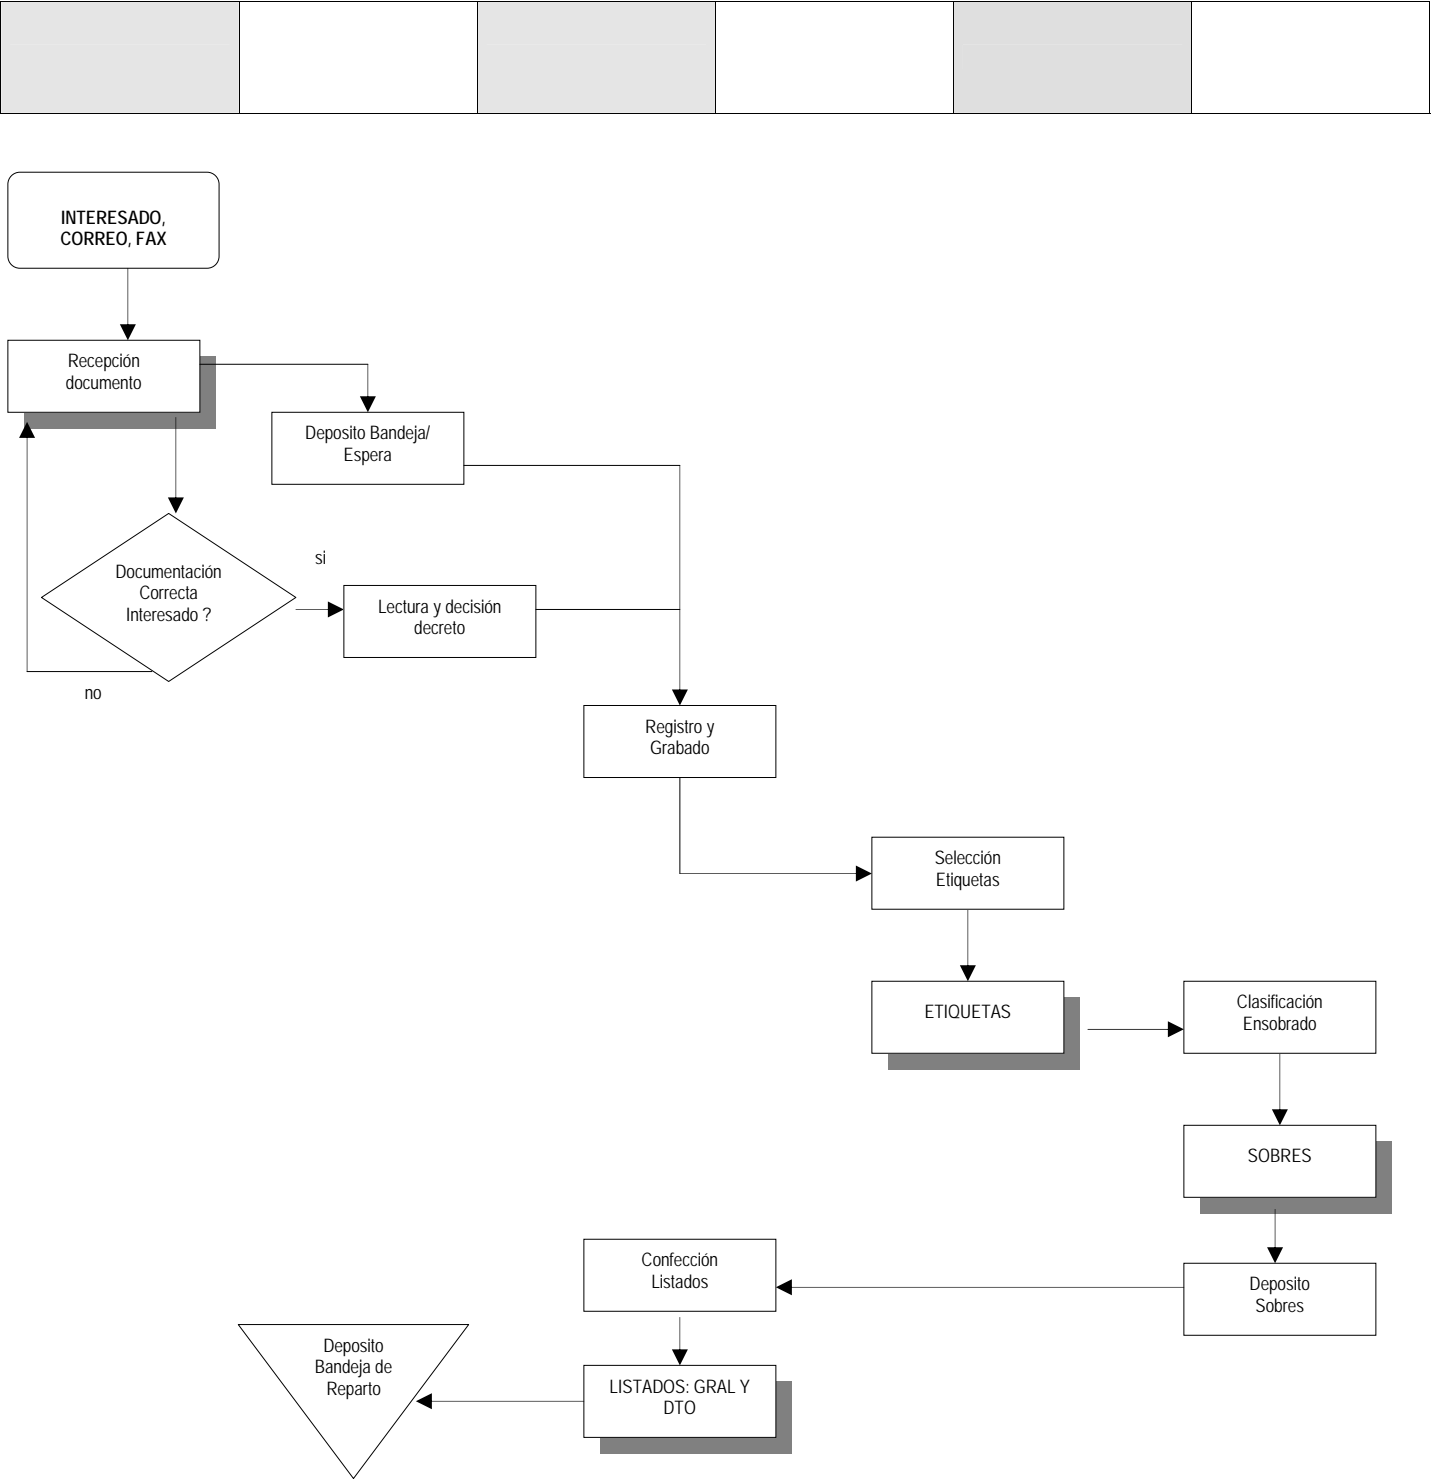 INTERESADO,
CORREO, FAX
Recepción
documento
Deposito Bandeja/
Espera
Documentación
Correcta
Interesado ?
si
Lectura y decisión
decreto
no
Registro y
Grabado
Selección
Etiquetas
ETIQUETAS
Clasificación
Ensobrado
SOBRES
Deposito
Sobres
Confección
Listados
LISTADOS: GRAL Y
DTO
Deposito
Bandeja de
Reparto